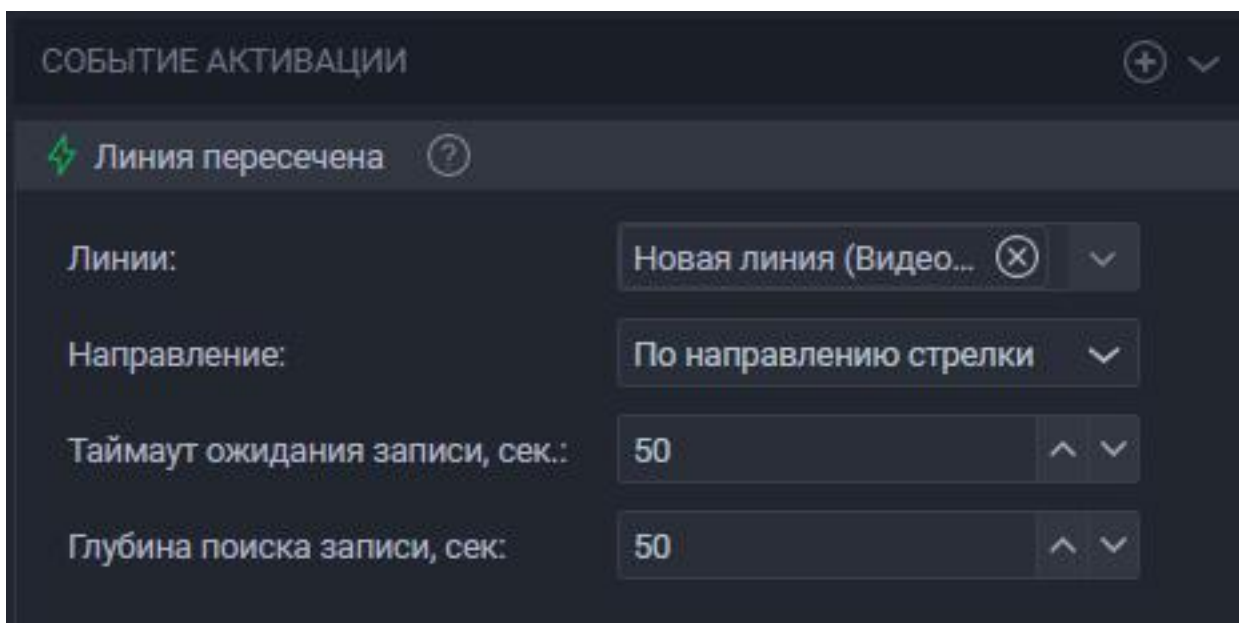 СОБЫТИЕ АКТИВАЦИИ
Линия пересечена
Линии: Новая линия (Видео...
Направление: По направлению стрелки
Таймаут ожидания записи, сек.: 50
Глубина поиска записи, сек: 50